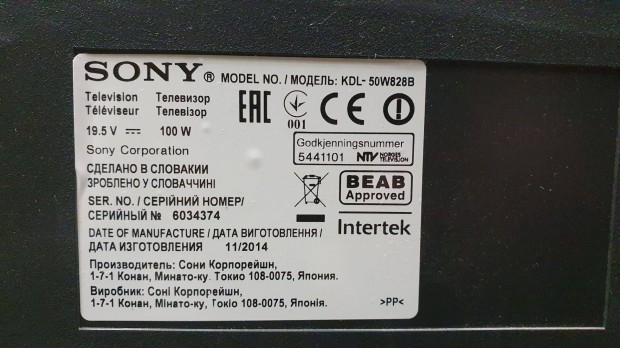 SONY® MODEL NO. / МОДЕЛЬ: KDL- 50W828B
Television Телевизор
Téléviseur Телевізор
19.5 V ⎓ 100 W
Sony Corporation
EAC
001
CE
Godkjenningsnummer
5441101 NTV NORGES TELEVISION
СДЕЛАНО В СЛОВАКИИ
ЗРОБЛЕНО У СЛОВАЧЧИНІ
BEAB
Approved
SER. NO. / СЕРІЙНИЙ НОМЕР/
СЕРИЙНЫЙ № 6034374
Intertek
DATE OF MANUFACTURE / ДАТА ВИГОТОВЛЕННЯ /
ДАТА ИЗГОТОВЛЕНИЯ 11/2014
Производитель: Сони Корпорейшн,
1-7-1 Конан, Минато-ку, Токио 108-0075, Япония.
Виробник: Соні Корпорейшн,
1-7-1 Конан, Мінато-ку, Токіо 108-0075, Японія.
>PP<